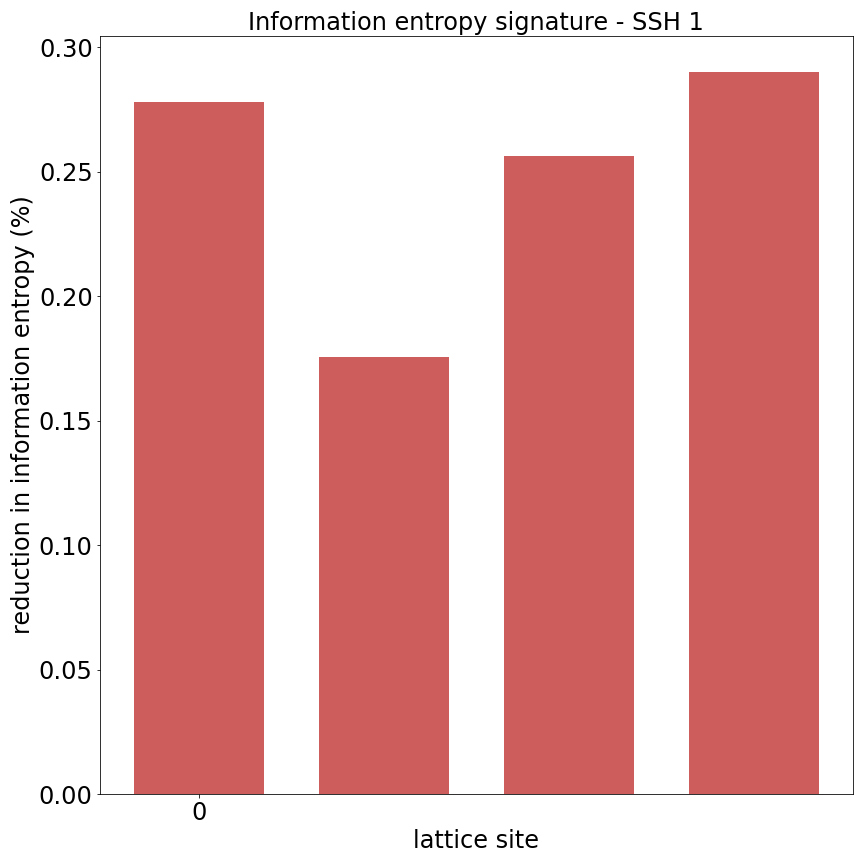 Information entropy signature - SSH 1
reduction in information entropy (%)
0.30
0.25
0.20
0.15
0.10
0.05
0.00
0
lattice site